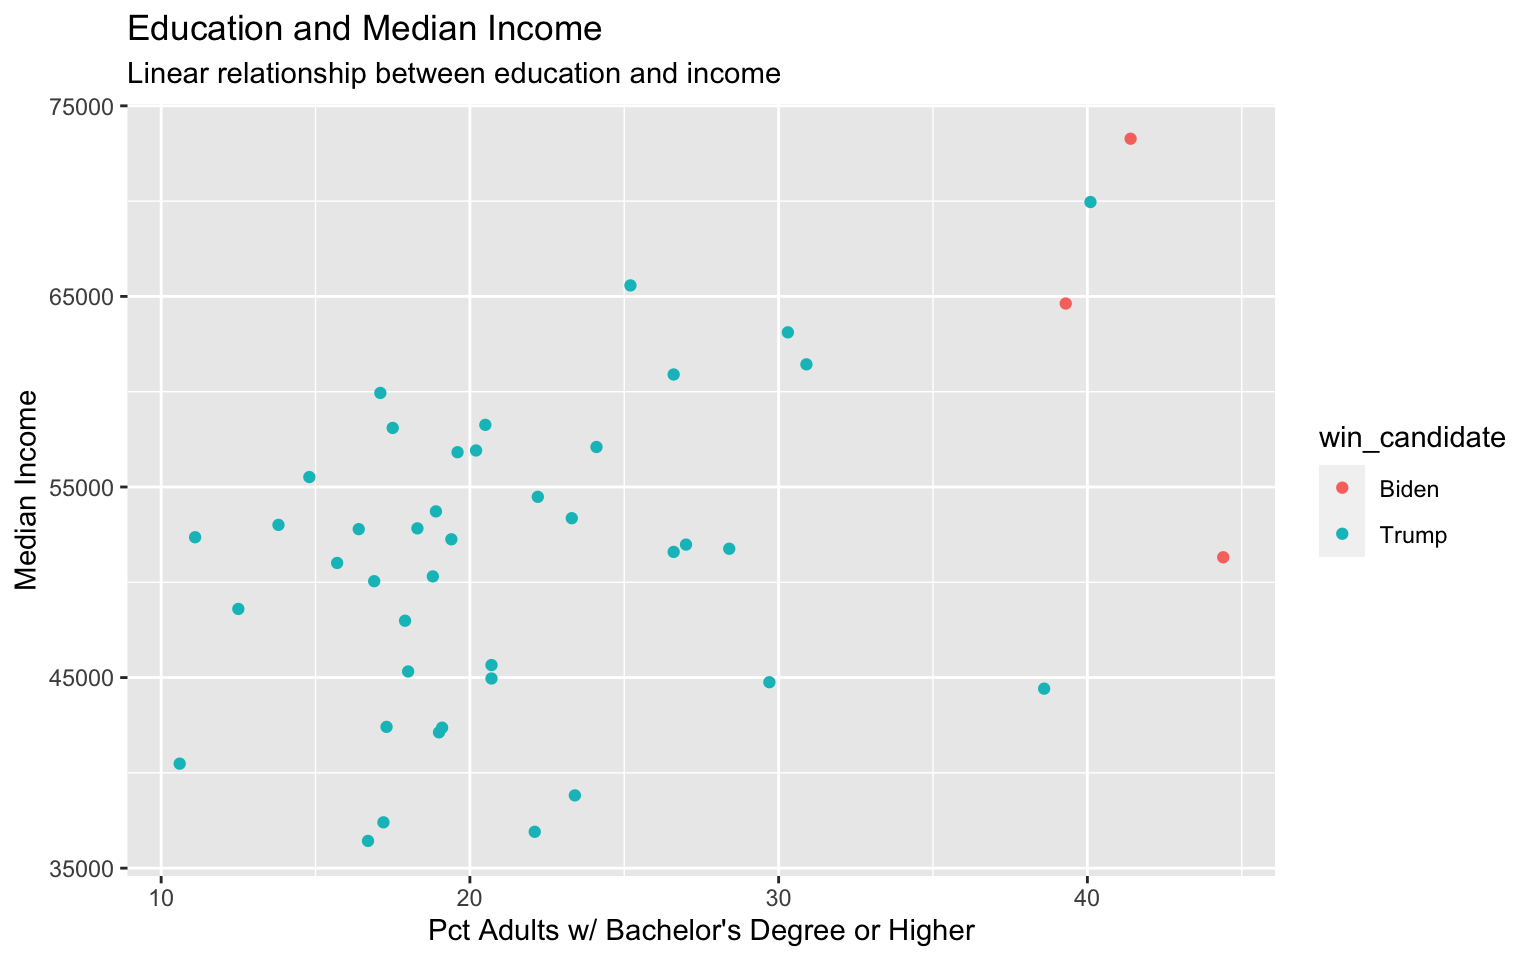 Education and Median Income
Linear relationship between education and income
75000
65000
55000
45000
35000
Median Income
10 20 30 40
Pct Adults w/ Bachelor's Degree or Higher
win_candidate
Biden
Trump